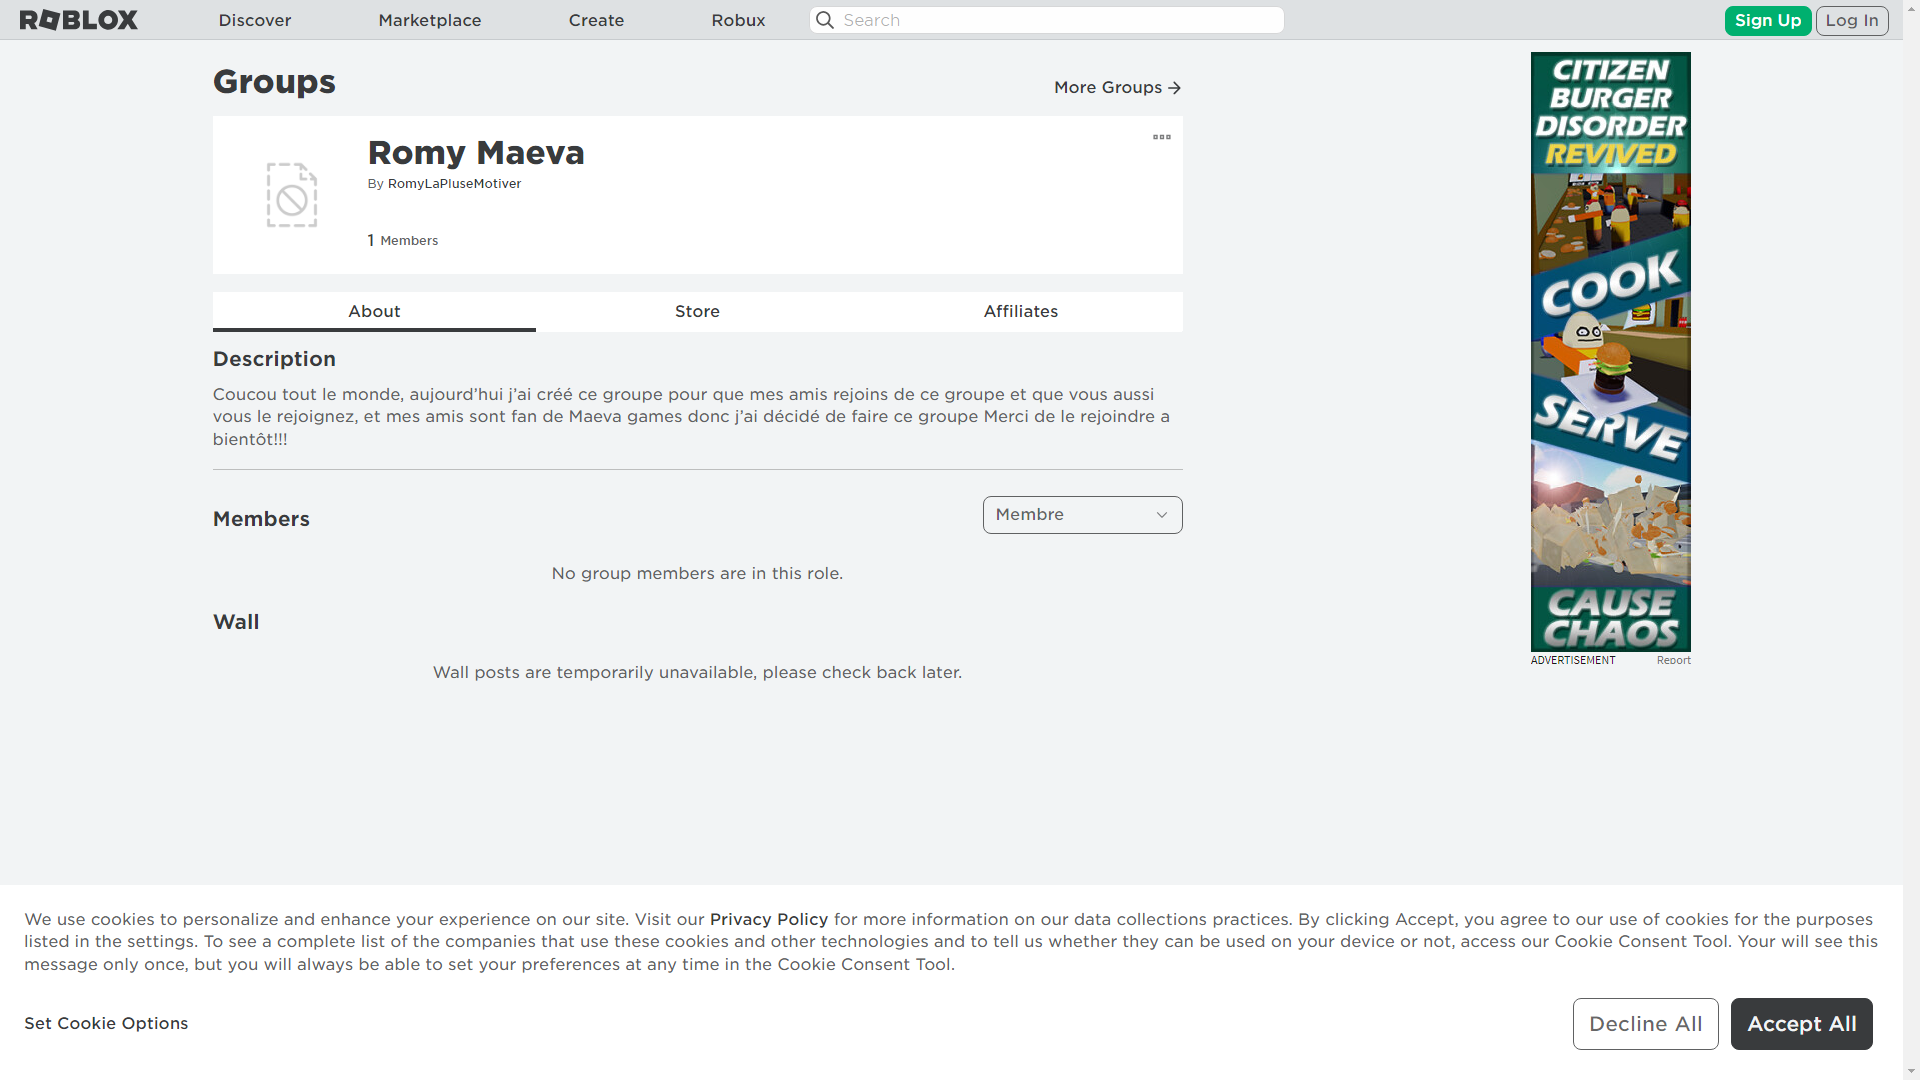 ROBLOX
Discover
Marketplace
Create
Robux
Search
Sign Up
Log In
Groups
More Groups
Romy Maeva
By RomyLaPluseMotiver
1 Members
About
Store
Affiliates
Description
Coucou tout le monde, aujourd’hui j’ai créé ce groupe pour que mes amis rejoins de ce groupe et que vous aussi
vous le rejoignez, et mes amis sont fan de Maeva games donc j’ai décidé de faire ce groupe Merci de le rejoindre a
bientôt!!!
Members
Membre
No group members are in this role.
Wall
Wall posts are temporarily unavailable, please check back later.
CITIZEN
BURGER
DISORDER
REVIVED
COOK
SERVE
CAUSE
CHAOS
ADVERTISEMENT
Report
We use cookies to personalize and enhance your experience on our site. Visit our Privacy Policy for more information on our data collections practices. By clicking Accept, you agree to our use of cookies for the purposes
listed in the settings. To see a complete list of the companies that use these cookies and other technologies and to tell us whether they can be used on your device or not, access our Cookie Consent Tool. Your will see this
message only once, but you will always be able to set your preferences at any time in the Cookie Consent Tool.
Set Cookie Options
Decline All
Accept All